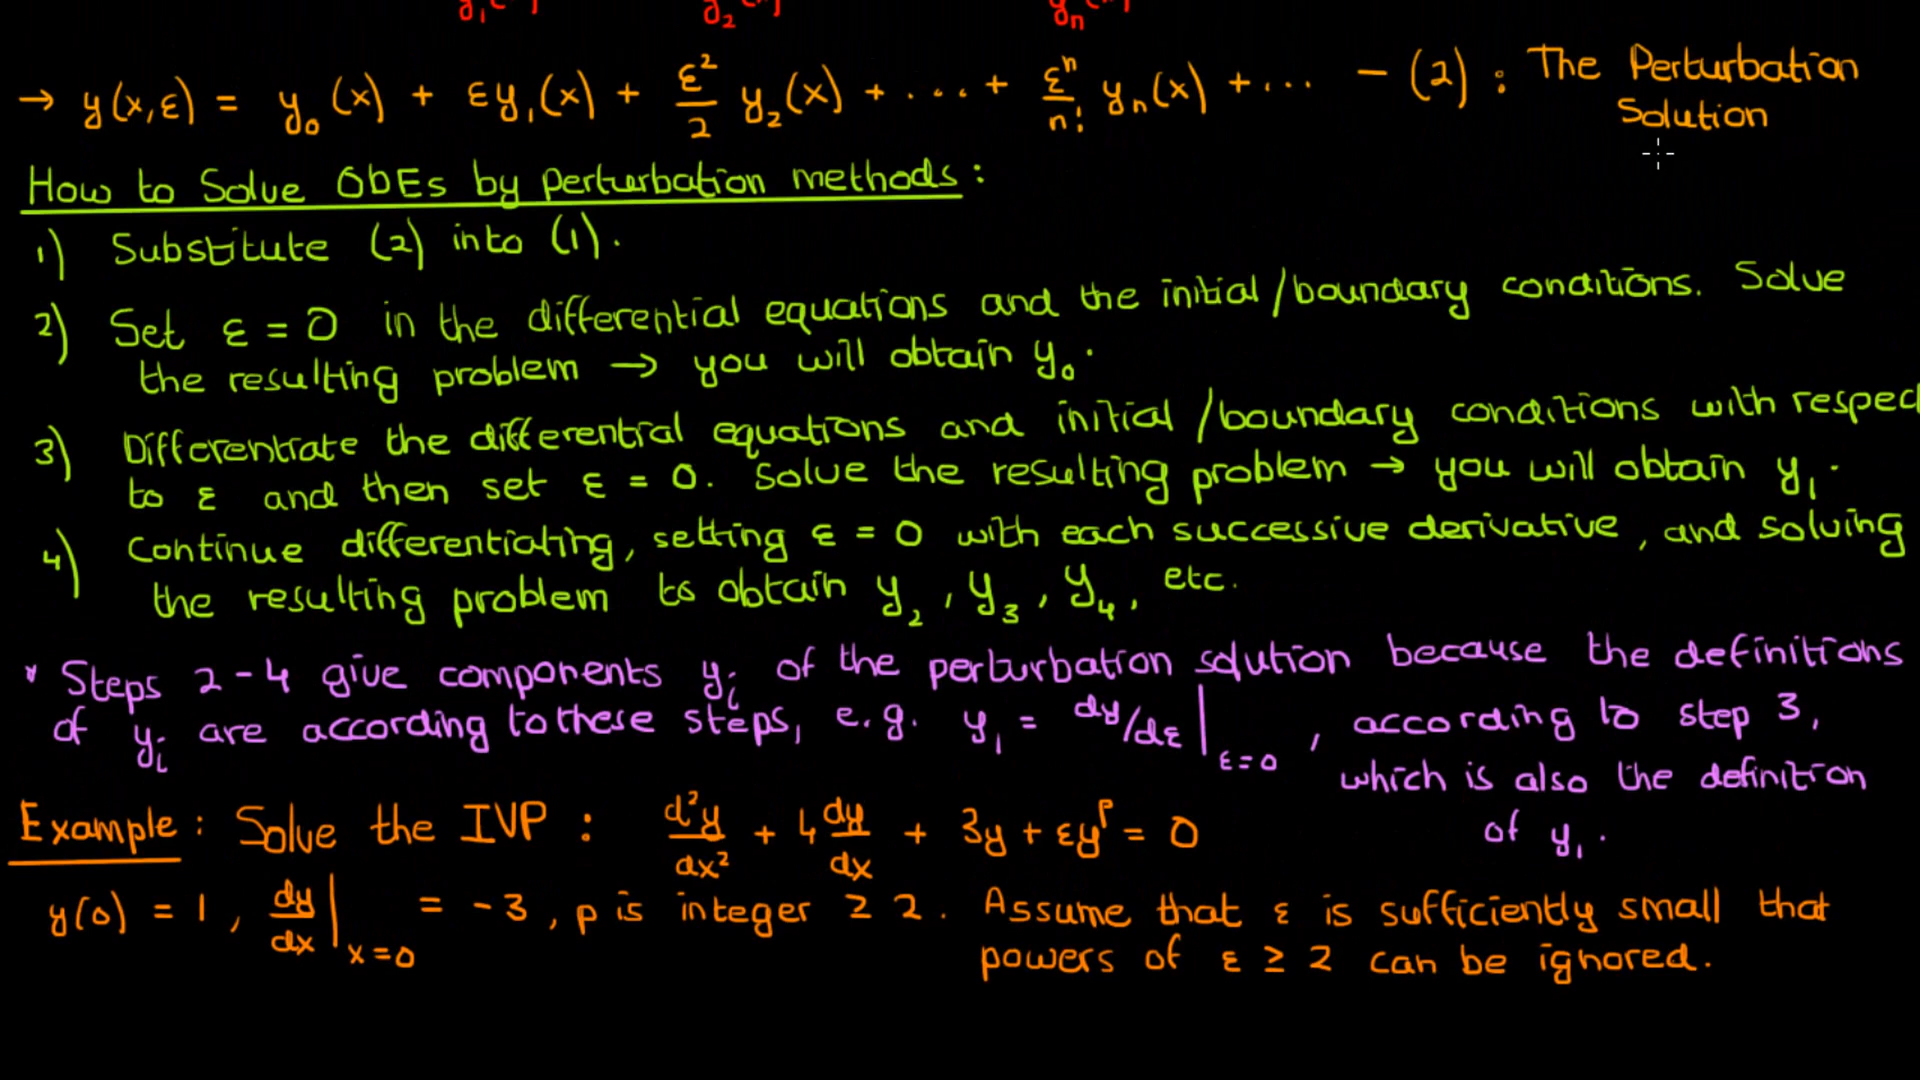 → y(x,ε) = y₀(x) + εy₁(x) + ε²/2 y₂(x) + .... + εⁿ/n! yₙ(x) + ... – (2) : The Perturbation
Solution
How to Solve ODEs by perturbation methods :
1) Substitute (2) into (1).
2) Set ε = 0 in the differential equations and the initial/boundary conditions. Solve
the resulting problem → you will obtain y₀.
3) Differentiate the differential equations and initial/boundary conditions with respec
to ε and then set ε = 0. Solve the resulting problem → you will obtain y₁.
4) Continue differentiating, setting ε = 0 with each successive derivative, and solving
the resulting problem to obtain y₂, y₃, y₄, etc.
* Steps 2-4 give components yᵢ of the perturbation solution because the definitions
of yᵢ are according to these steps, e.g. y₁ = dy/dε |ε=0 , according to step 3,
which is also the definition
of y₁.
Example : Solve the IVP : d²y/dx² + 4 dy/dx + 3y + εyᵖ = 0
y(0) = 1, dy/dx |x=0 = -3, p is integer ≥ 2. Assume that ε is sufficiently small that
powers of ε ≥ 2 can be ignored.